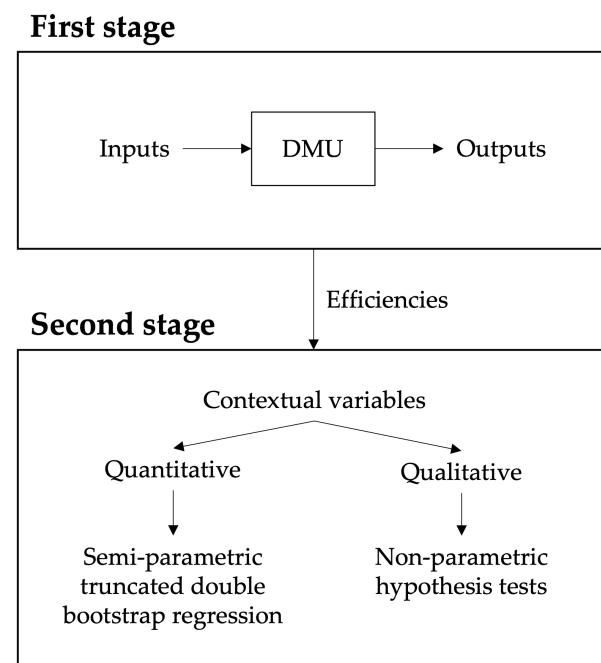 First stage
Inputs
DMU
Outputs
Efficiencies
Second stage
Contextual variables
Quantitative
Qualitative
Semi-parametric
truncated double
bootstrap regression
Non-parametric
hypothesis tests